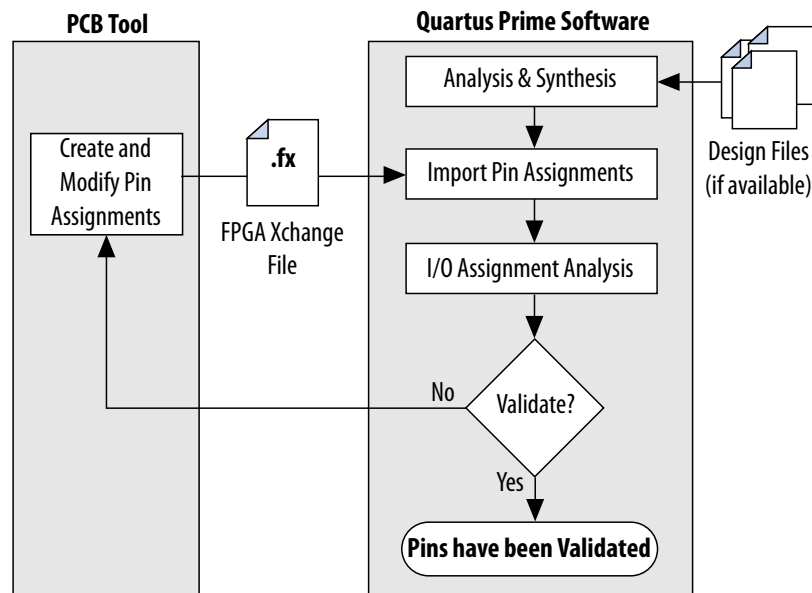 PCB Tool
Quartus Prime Software
Analysis & Synthesis
Design Files
(if available)
Create and
Modify Pin
Assignments
.fx
FPGA Xchange
File
Import Pin Assignments
I/O Assignment Analysis
No
Validate?
Yes
Pins have been Validated